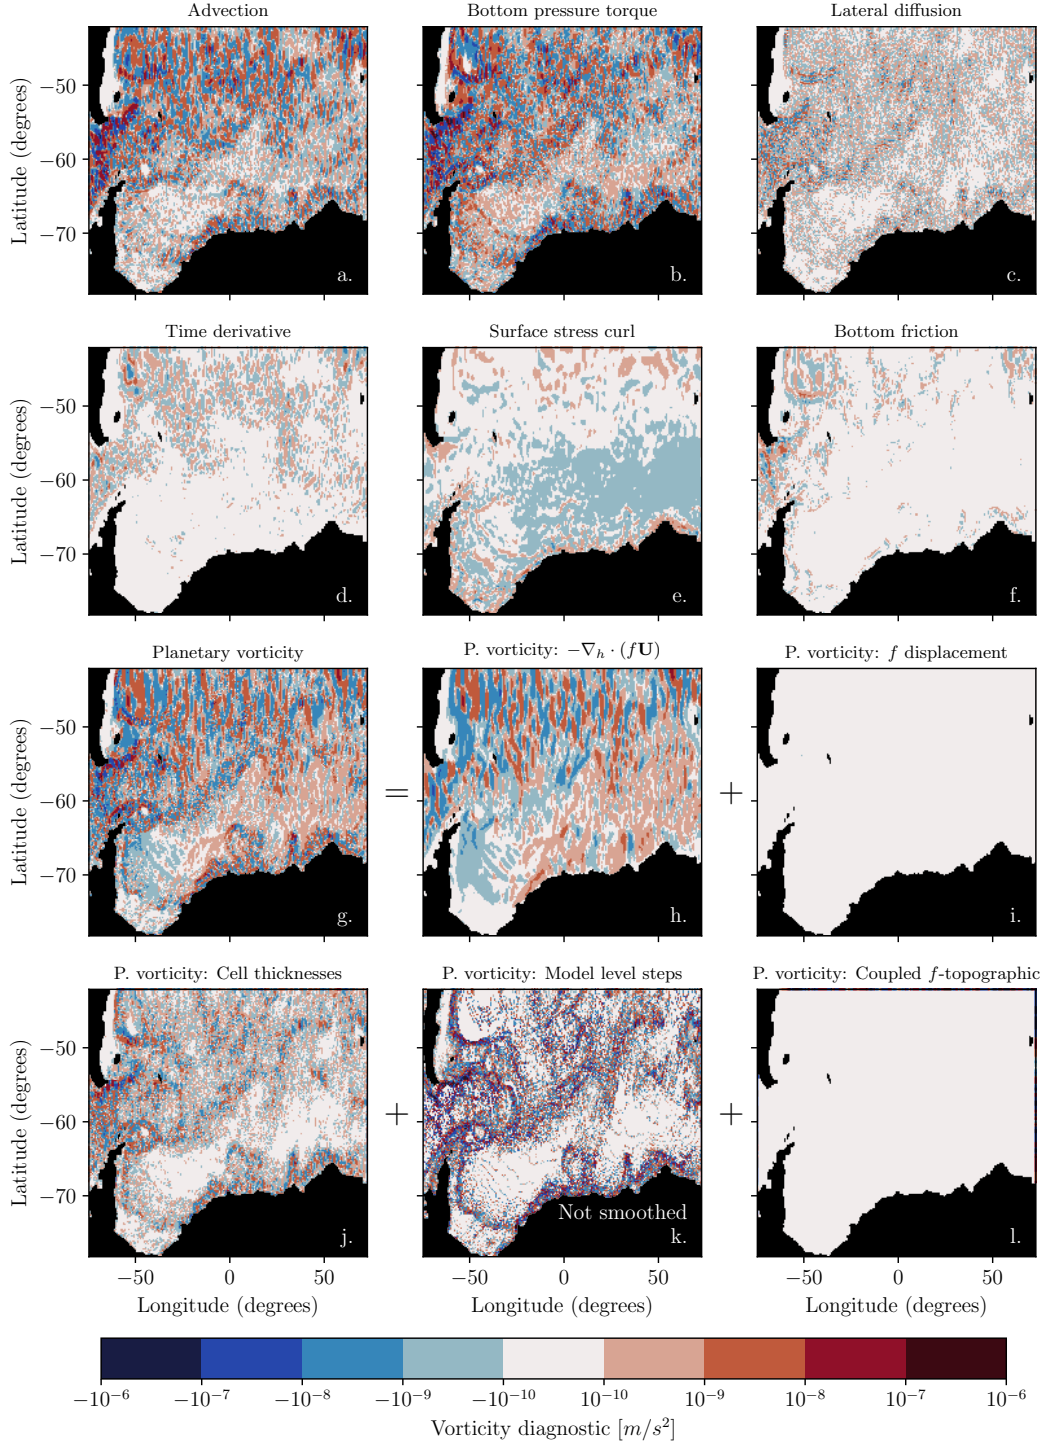 Advection
Bottom pressure torque
Lateral diffusion
Latitude (degrees)
−50
−60
−70
a.
b.
c.
Time derivative
Surface stress curl
Bottom friction
Latitude (degrees)
−50
−60
−70
d.
e.
f.
Planetary vorticity
P. vorticity: −∇ₕ · (fU)
P. vorticity: f displacement
Latitude (degrees)
−50
−60
−70
g.
=
h.
+
i.
P. vorticity: Cell thicknesses
P. vorticity: Model level steps
P. vorticity: Coupled f-topographic
Latitude (degrees)
−50
−60
−70
j.
+
Not smoothed
k.
+
l.
−50 0 50
−50 0 50
−50 0 50
Longitude (degrees)
Longitude (degrees)
Longitude (degrees)
−10⁻⁶ −10⁻⁷ −10⁻⁸ −10⁻⁹ −10⁻¹⁰ 10⁻¹⁰ 10⁻⁹ 10⁻⁸ 10⁻⁷ 10⁻⁶
Vorticity diagnostic [m/s²]